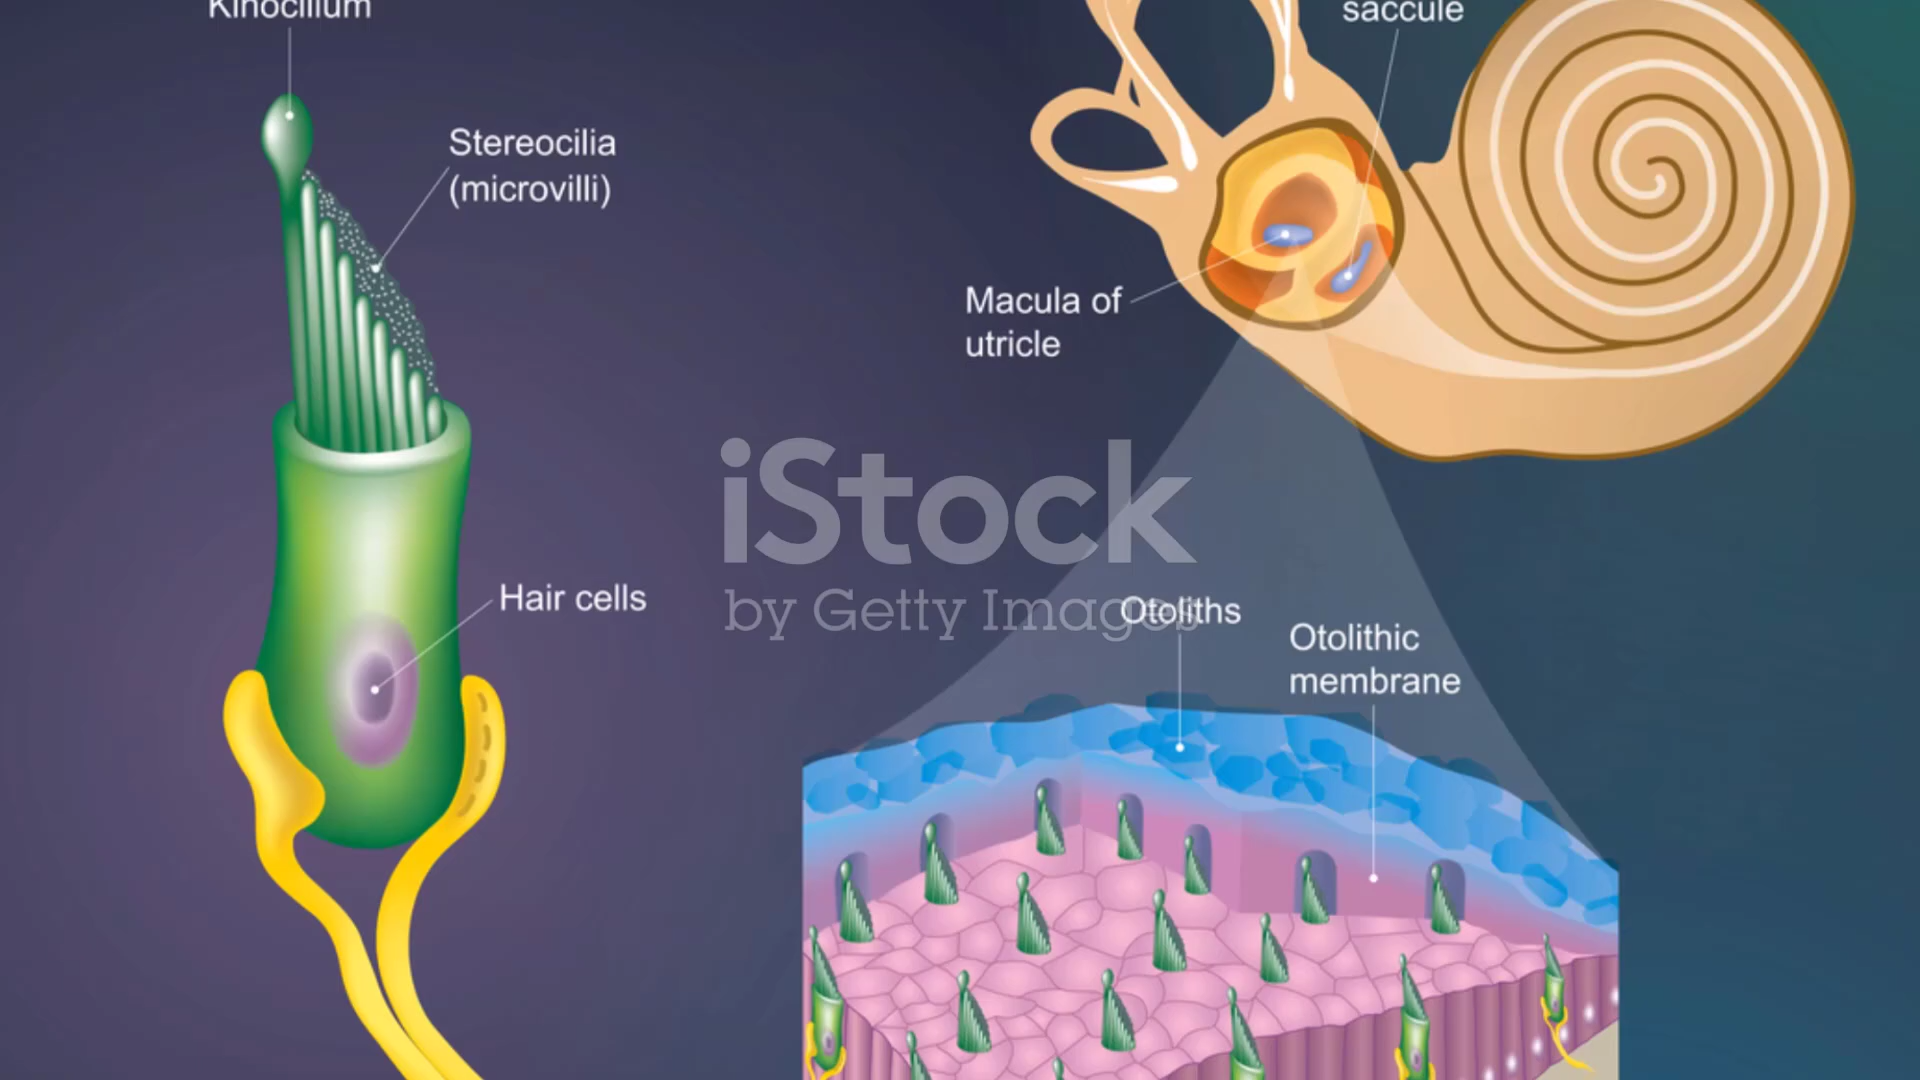 Kinocilium
saccule
Stereocilia
(microvilli)
Macula of
utricle
iStock
by Getty Images
Hair cells
Otoliths
Otolithic
membrane